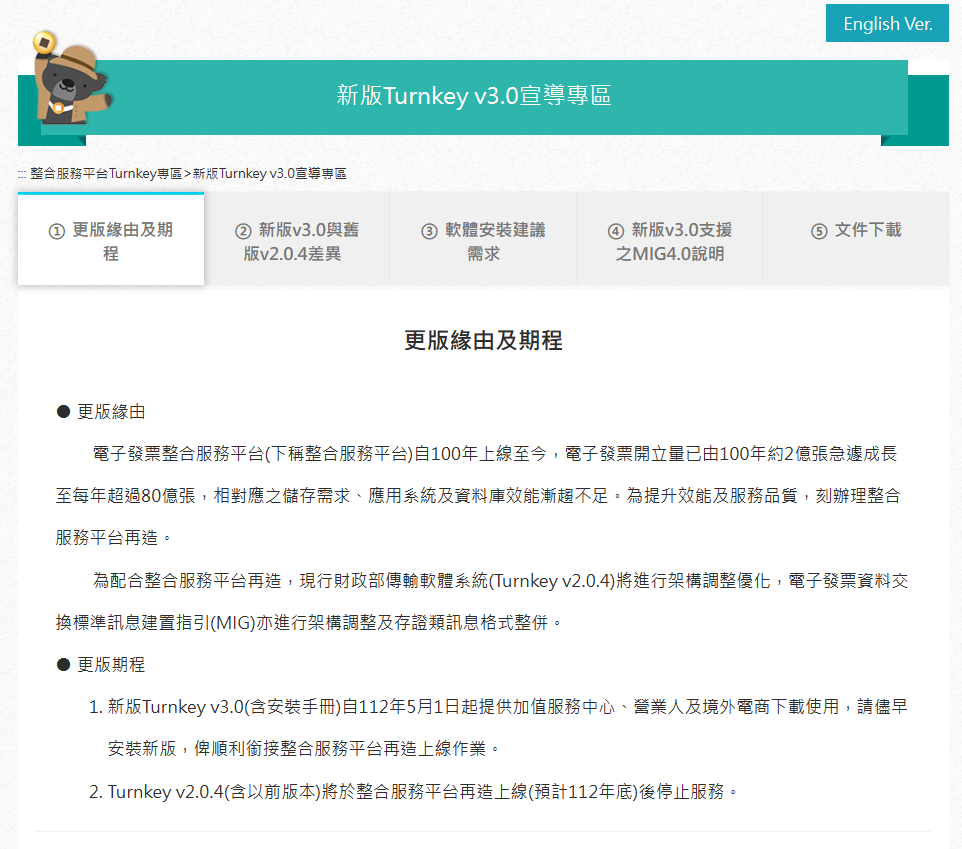 English Ver.
新版Turnkey v3.0宣導專區
::: 整合服務平台Turnkey專區>新版Turnkey v3.0宣導專區
① 更版緣由及期
程
② 新版v3.0與舊
版v2.0.4差異
③ 軟體安裝建議
需求
④ 新版v3.0支援
之MIG4.0說明
⑤ 文件下載
更版緣由及期程
● 更版緣由
電子發票整合服務平台(下稱整合服務平台)自100年上線至今，電子發票開立量已由100年約2億張急遽成長
至每年超過80億張，相對應之儲存需求、應用系統及資料庫效能漸趨不足。為提升效能及服務品質，刻辦理整合
服務平台再造。
為配合整合服務平台再造，現行財政部傳輸軟體系統(Turnkey v2.0.4)將進行架構調整優化，電子發票資料交
換標準訊息建置指引(MIG)亦進行架構調整及存證類訊息格式整併。
● 更版期程
1. 新版Turnkey v3.0(含安裝手冊)自112年5月1日起提供加值服務中心、營業人及境外電商下載使用，請儘早
安裝新版，俾順利銜接整合服務平台再造上線作業。
2. Turnkey v2.0.4(含以前版本)將於整合服務平台再造上線(預計112年底)後停止服務。